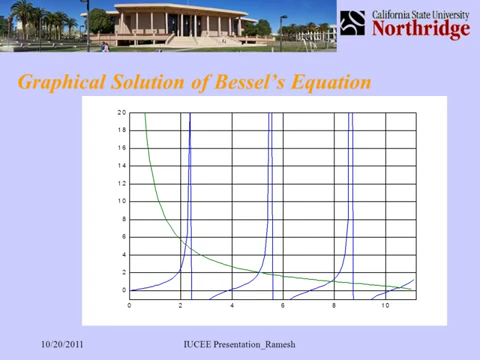 California State University
Northridge
Graphical Solution of Bessel's Equation
20
18
16
14
12
10
8
6
4
2
0
0 2 4 6 8 10
10/20/2011 IUCEE Presentation_Ramesh